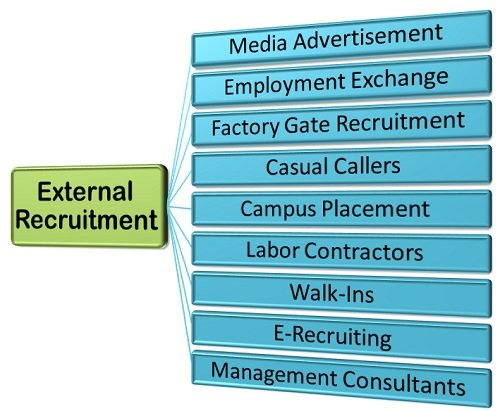 External
Recruitment
Media Advertisement
Employment Exchange
Factory Gate Recruitment
Casual Callers
Campus Placement
Labor Contractors
Walk-Ins
E-Recruiting
Management Consultants